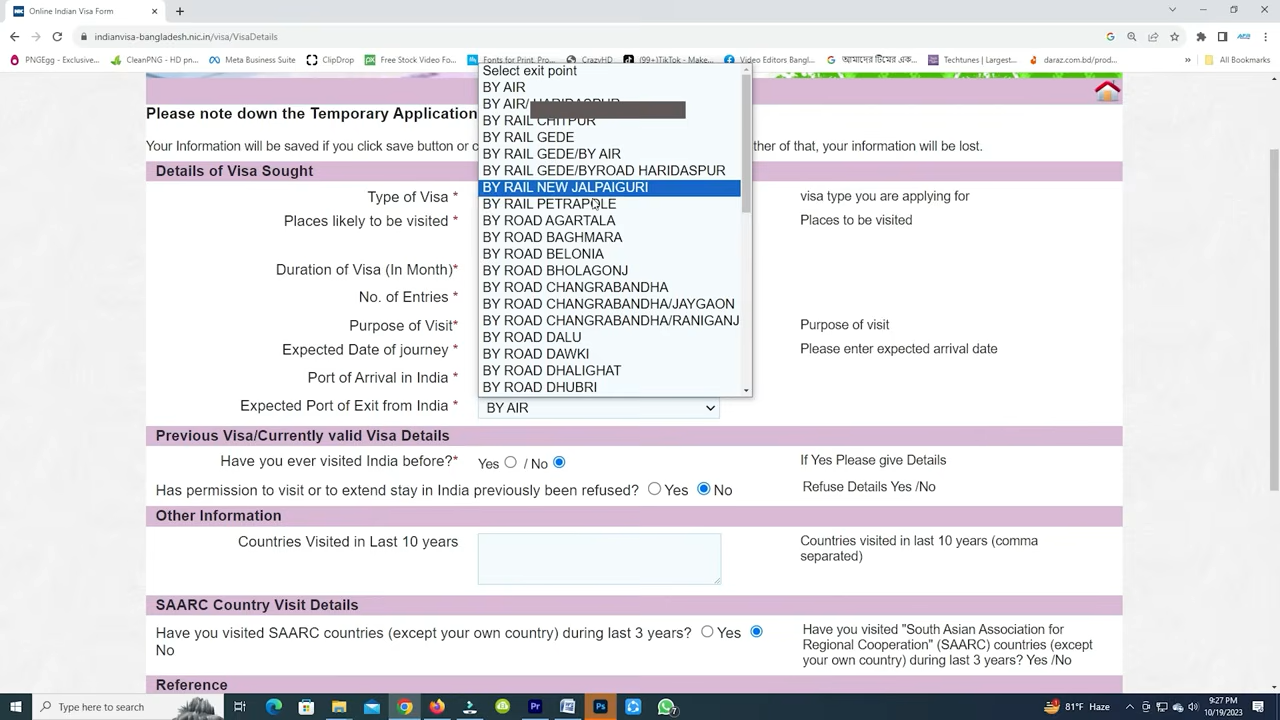 Online Indian Visa Form
indianvisa-bangladesh.nic.in/visa/VisaDetails
PNGEgg - Exclusive...
CleanPNG - HD pn...
Meta Business Suite
ClipDrop
Free Stock Video Fo...
Fonts for Print, Pro...
CrazyHD
(99+)TikTok - Make...
Video Editors Bangl...
আমাদের টিমের এক...
Techtunes | Largest...
daraz.com.bd/produ...
»
All Bookmarks
Please note down the Temporary Application
Your Information will be saved if you click save button or c
ther of that, your information will be lost.
Details of Visa Sought
Type of Visa *
visa type you are applying for
Places likely to be visited *
Places to be visited
Duration of Visa (In Month)*
No. of Entries *
Purpose of Visit*
Purpose of visit
Expected Date of journey *
Please enter expected arrival date
Port of Arrival in India *
Expected Port of Exit from India *
BY AIR
Select exit point
BY AIR
BY AIR/ HARIDASPUR
BY RAIL CHITPUR
BY RAIL GEDE
BY RAIL GEDE/BY AIR
BY RAIL GEDE/BYROAD HARIDASPUR
BY RAIL NEW JALPAIGURI
BY RAIL PETRAPOLE
BY ROAD AGARTALA
BY ROAD BAGHMARA
BY ROAD BELONIA
BY ROAD BHOLAGONJ
BY ROAD CHANGRABANDHA
BY ROAD CHANGRABANDHA/JAYGAON
BY ROAD CHANGRABANDHA/RANIGANJ
BY ROAD DALU
BY ROAD DAWKI
BY ROAD DHALIGHAT
BY ROAD DHUBRI
Previous Visa/Currently valid Visa Details
Have you ever visited India before?*
Yes / No
If Yes Please give Details
Has permission to visit or to extend stay in India previously been refused? Yes No
Refuse Details Yes /No
Other Information
Countries Visited in Last 10 years
Countries visited in last 10 years (comma
separated)
SAARC Country Visit Details
Have you visited SAARC countries (except your own country) during last 3 years? Yes
No
Have you visited "South Asian Association for
Regional Cooperation" (SAARC) countries (except
your own country) during last 3 years? Yes /No
Reference
Type here to search
81°F Haze
9:27 PM
10/19/2023